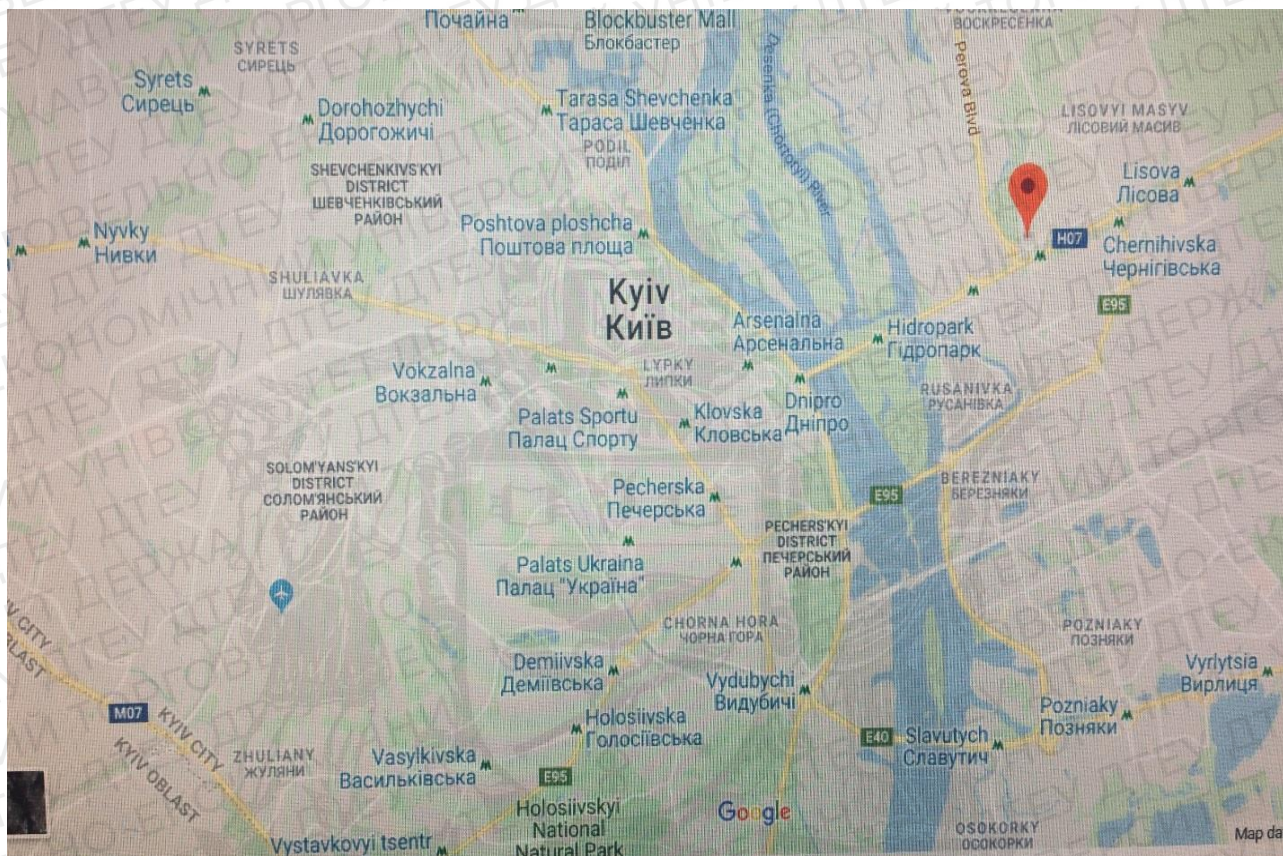 Почайна
Blockbuster Mall
Блокбастер
ВОСКРЕСЕНКА
SYRETS
СИРЕЦЬ
Syrets
Сирець
Dorohozhychi
Дорогожичі
Tarasa Shevchenka
Тараса Шевченка
PODIL
ПОДІЛ
Desenka (Chortoryi) River
Perova Blvd
LISOVYI MASYV
ЛІСОВИЙ МАСИВ
SHEVCHENKIVS'KYI
DISTRICT
ШЕВЧЕНКІВСЬКИЙ
РАЙОН
Lisova
Лісова
Nyvky
Нивки
Poshtova ploshcha
Поштова площа
H07
Chernihivska
Чернігівська
SHULIAVKA
ШУЛЯВКА
Kyiv
Київ
E95
Arsenalna
Арсенальна
Hidropark
Гідропарк
Vokzalna
Вокзальна
LYPKY
ЛИПКИ
RUSANIVKA
РУСАНІВКА
Palats Sportu
Палац Спорту
Klovska
Кловська
Dnipro
Дніпро
SOLOM'YANS'KYI
DISTRICT
СОЛОМ'ЯНСЬКИЙ
РАЙОН
Pecherska
Печерська
E95
BEREZNIAKY
БЕРЕЗНЯКИ
PECHERS'KYI
DISTRICT
ПЕЧЕРСЬКИЙ
РАЙОН
Palats Ukraina
Палац "Україна"
CHORNA HORA
ЧОРНА ГОРА
POZNIAKY
ПОЗНЯКИ
Demiivska
Деміївська
Vydubychi
Видубичі
Vyrlytsia
Вирлиця
M07
KYIV CITY
KYIV OBLAST
Holosiivska
Голосіївська
Pozniaky
Позняки
ZHULIANY
ЖУЛЯНИ
Vasylkivska
Васильківська
E40
Slavutych
Славутич
E95
Holosiivskyi
National
Natural Park
Google
OSOKORKY
ОСОКОРКИ
Vystavkovyi tsentr
Map da